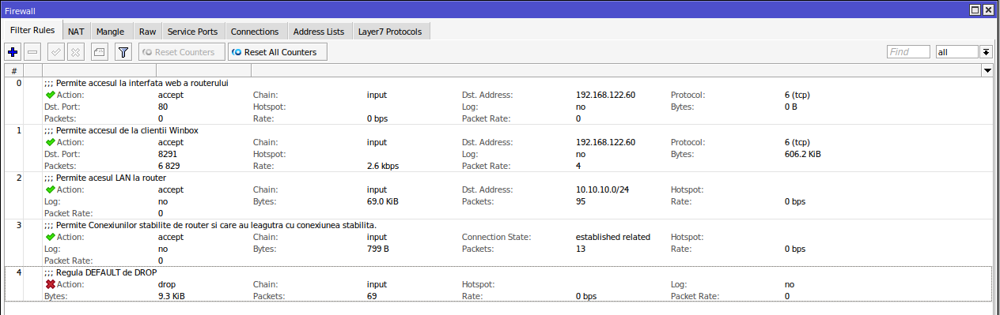 Firewall
Filter Rules NAT Mangle Raw Service Ports Connections Address Lists Layer7 Protocols
Reset Counters Reset All Counters Find all
#
0 ;;; Permite accesul la interfata web a routerului
Action: accept Chain: input Dst. Address: 192.168.122.60 Protocol: 6 (tcp)
Dst. Port: 80 Hotspot: Log: no Bytes: 0 B
Packets: 0 Rate: 0 bps Packet Rate: 0
1 ;;; Permite accesul de la clientii Winbox
Action: accept Chain: input Dst. Address: 192.168.122.60 Protocol: 6 (tcp)
Dst. Port: 8291 Hotspot: Log: no Bytes: 606.2 KiB
Packets: 6 829 Rate: 2.6 kbps Packet Rate: 4
2 ;;; Permite acesul LAN la router
Action: accept Chain: input Dst. Address: 10.10.10.0/24 Hotspot:
Log: no Bytes: 69.0 KiB Packets: 95 Rate: 0 bps
Packet Rate: 0
3 ;;; Permite Conexiunilor stabilite de router si care au leagutra cu conexiunea stabilita.
Action: accept Chain: input Connection State: established related Hotspot:
Log: no Bytes: 799 B Packets: 13 Rate: 0 bps
Packet Rate: 0
4 ;;; Regula DEFAULT de DROP
Action: drop Chain: input Hotspot: Log: no
Bytes: 9.3 KiB Packets: 69 Rate: 0 bps Packet Rate: 0